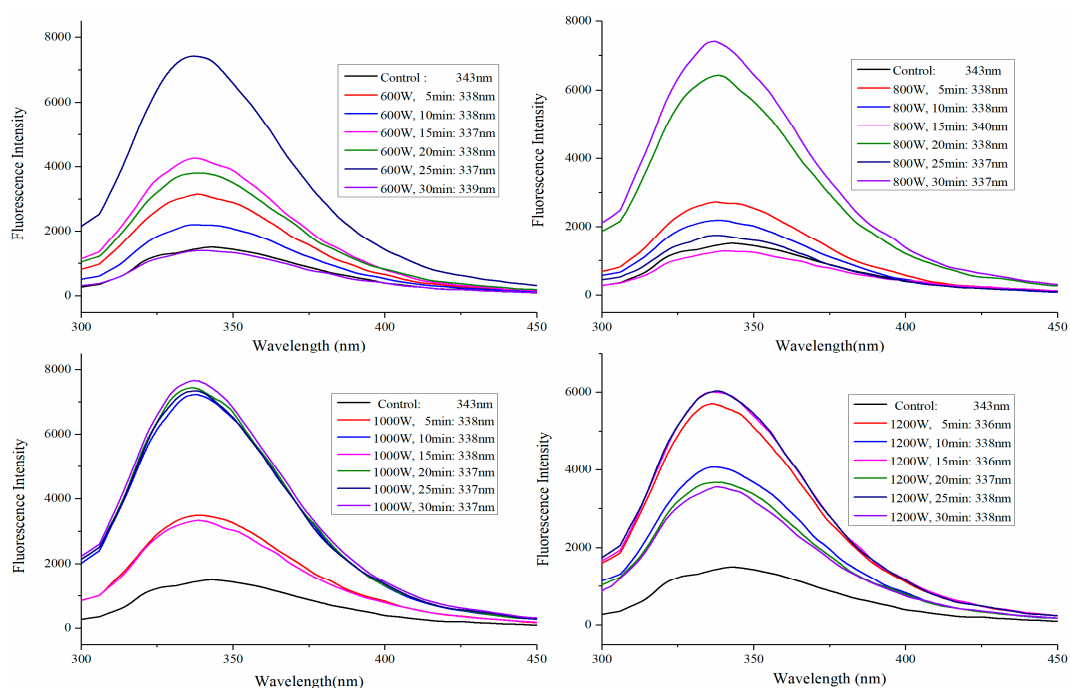 8000
6000
4000
2000
0
Fluorescence Intensity
Control : 343nm
600W, 5min: 338nm
600W, 10min: 338nm
600W, 15min: 337nm
600W, 20min: 338nm
600W, 25min: 337nm
600W, 30min: 339nm
300 350 400 450
Wavelength (nm)
8000
6000
4000
2000
0
Fluorescence Intensity
Control: 343nm
800W, 5min: 338nm
800W, 10min: 338nm
800W, 15min: 340nm
800W, 20min: 338nm
800W, 25min: 337nm
800W, 30min: 337nm
300 350 400 450
Wavelength(nm)
8000
6000
4000
2000
0
Fluorescence Intensity
Control: 343nm
1000W, 5min: 338nm
1000W, 10min: 338nm
1000W, 15min: 338nm
1000W, 20min: 337nm
1000W, 25min: 337nm
1000W, 30min: 337nm
300 350 400 450
Wavelength(nm)
6000
4000
2000
0
Fluorescence Intensity
Control: 343nm
1200W, 5min: 336nm
1200W, 10min: 338nm
1200W, 15min: 336nm
1200W, 20min: 337nm
1200W, 25min: 338nm
1200W, 30min: 338nm
300 350 400 450
Wavelength(nm)